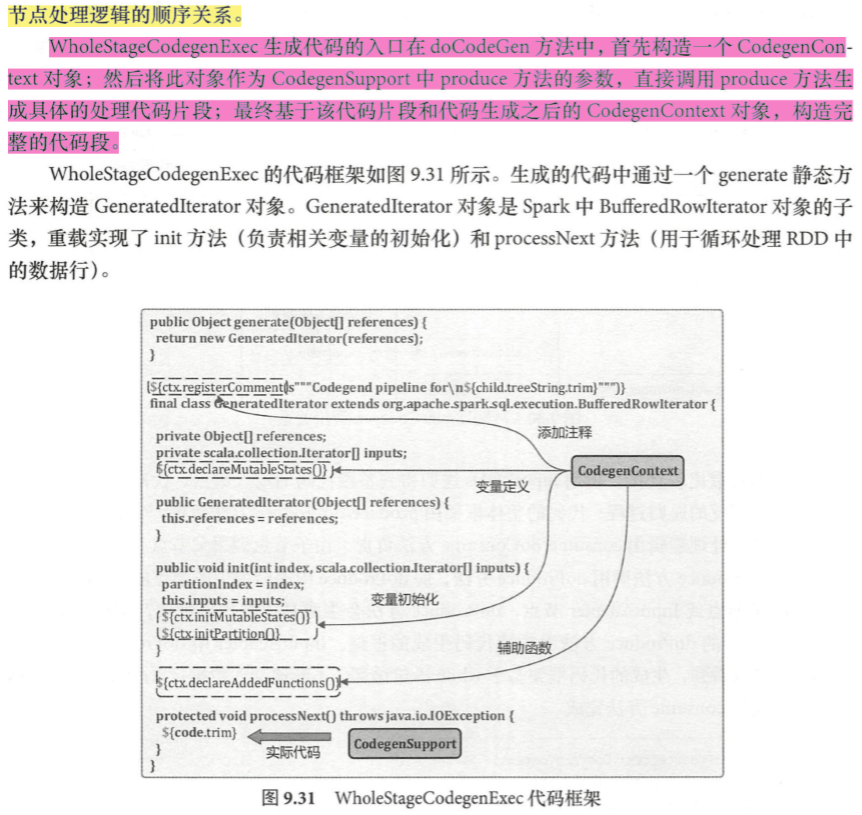 节点处理逻辑的顺序关系。
WholeStageCodegenExec 生成代码的入口在 doCodeGen 方法中，首先构造一个 CodegenCon-
text 对象；然后将此对象作为 CodegenSupport 中 produce 方法的参数，直接调用 produce 方法生
成具体的处理代码片段；最终基于该代码片段和代码生成之后的 CodegenContext 对象，构造完
整的代码段。
WholeStageCodegenExec 的代码框架如图 9.31 所示。生成的代码中通过一个 generate 静态方
法来构造 GeneratedIterator 对象。GeneratedIterator 对象是 Spark 中 BufferedRowIterator 对象的子
类，重载实现了 init 方法（负责相关变量的初始化）和 processNext 方法（用于循环处理 RDD 中
的数据行）。
public Object generate(Object[] references) {
return new GeneratedIterator(references);
}
${ctx.registerComment(s"""Codegend pipeline for\n${child.treeString.trim}""")}
final class GeneratedIterator extends org.apache.spark.sql.execution.BufferedRowIterator {
private Object[] references;
private scala.collection.Iterator[] inputs;
${ctx.declareMutableStates()}
public GeneratedIterator(Object[] references) {
this.references = references;
}
public void init(int index, scala.collection.Iterator[] inputs) {
partitionIndex = index;
this.inputs = inputs;
${ctx.initMutableStates()}
${ctx.initPartition()}
}
${ctx.declareAddedFunctions()}
protected void processNext() throws java.io.IOException {
${code.trim}
}
}
添加注释
变量定义
CodegenContext
变量初始化
辅助函数
实际代码
CodegenSupport
图 9.31 WholeStageCodegenExec 代码框架